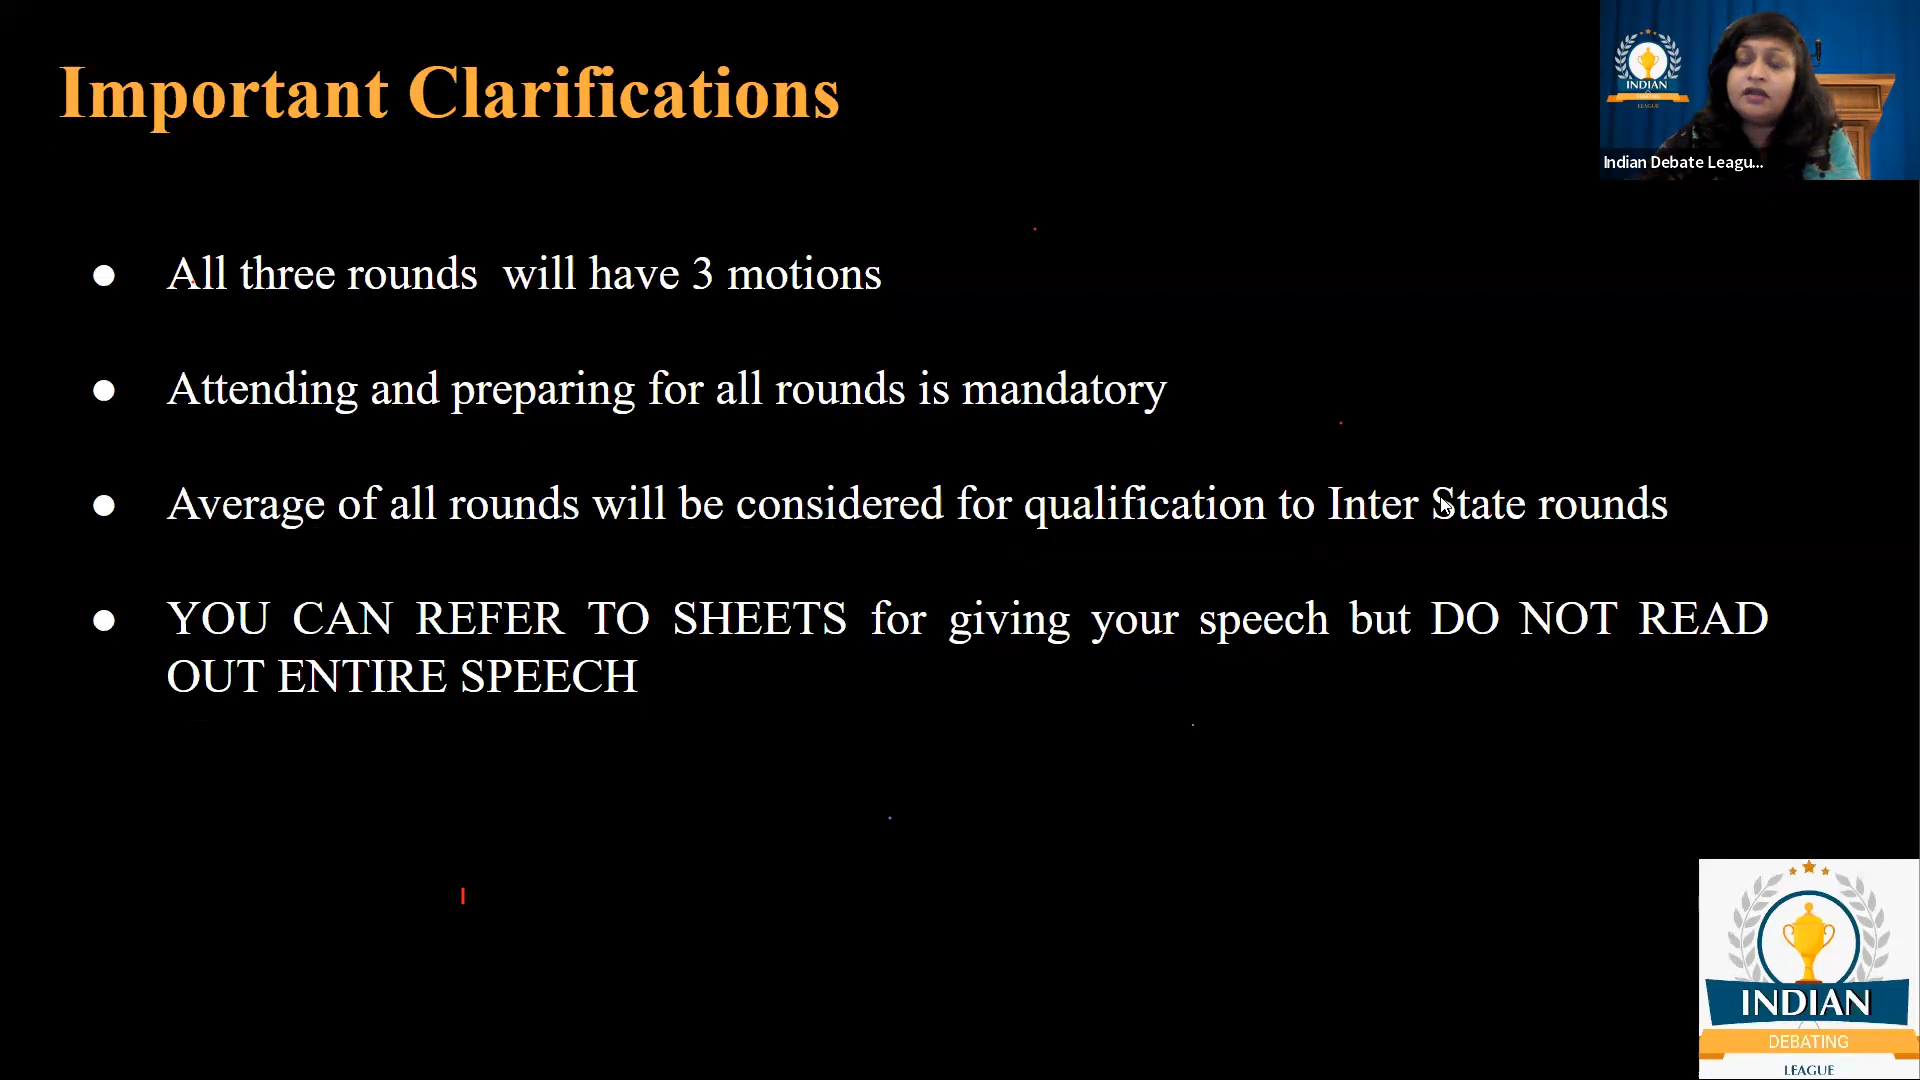 Important Clarifications
INDIAN
LEAGUE
Indian Debate Leagu...
● All three rounds will have 3 motions
● Attending and preparing for all rounds is mandatory
● Average of all rounds will be considered for qualification to Inter State rounds
● YOU CAN REFER TO SHEETS for giving your speech but DO NOT READ
OUT ENTIRE SPEECH
INDIAN
DEBATING
LEAGUE